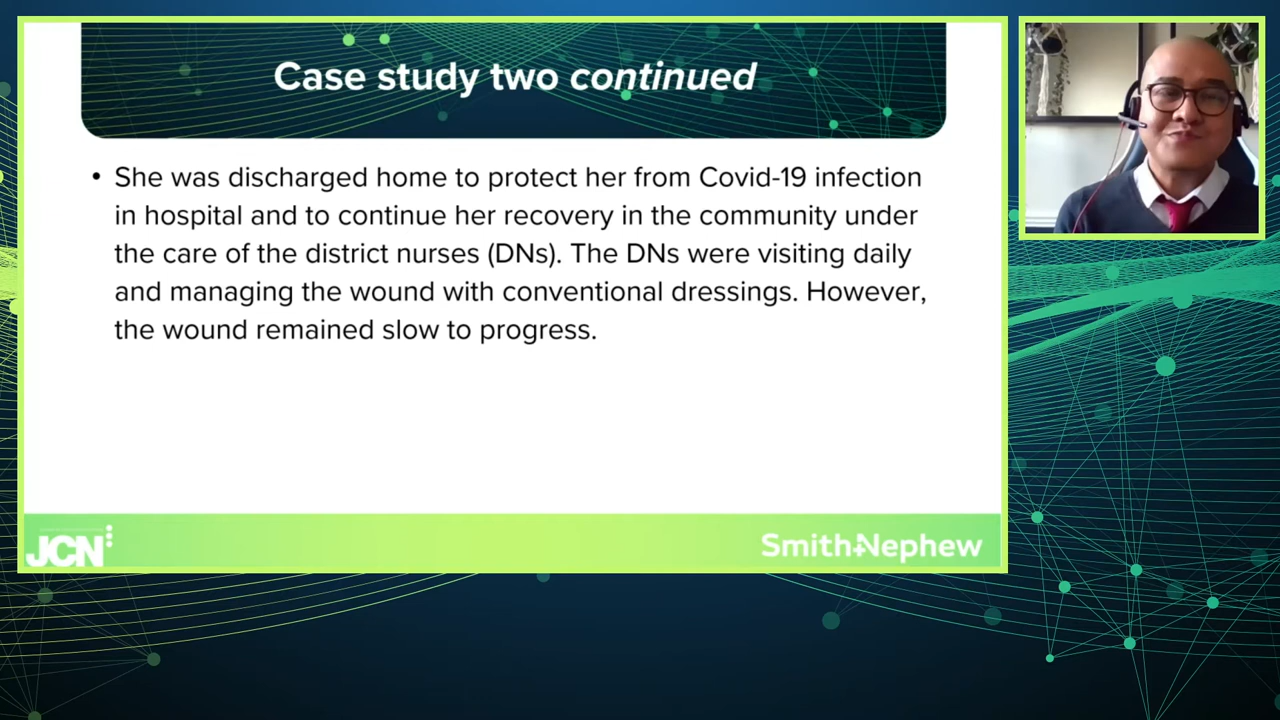 Case study two continued
• She was discharged home to protect her from Covid-19 infection
in hospital and to continue her recovery in the community under
the care of the district nurses (DNs). The DNs were visiting daily
and managing the wound with conventional dressings. However,
the wound remained slow to progress.
JCN
Smith+Nephew